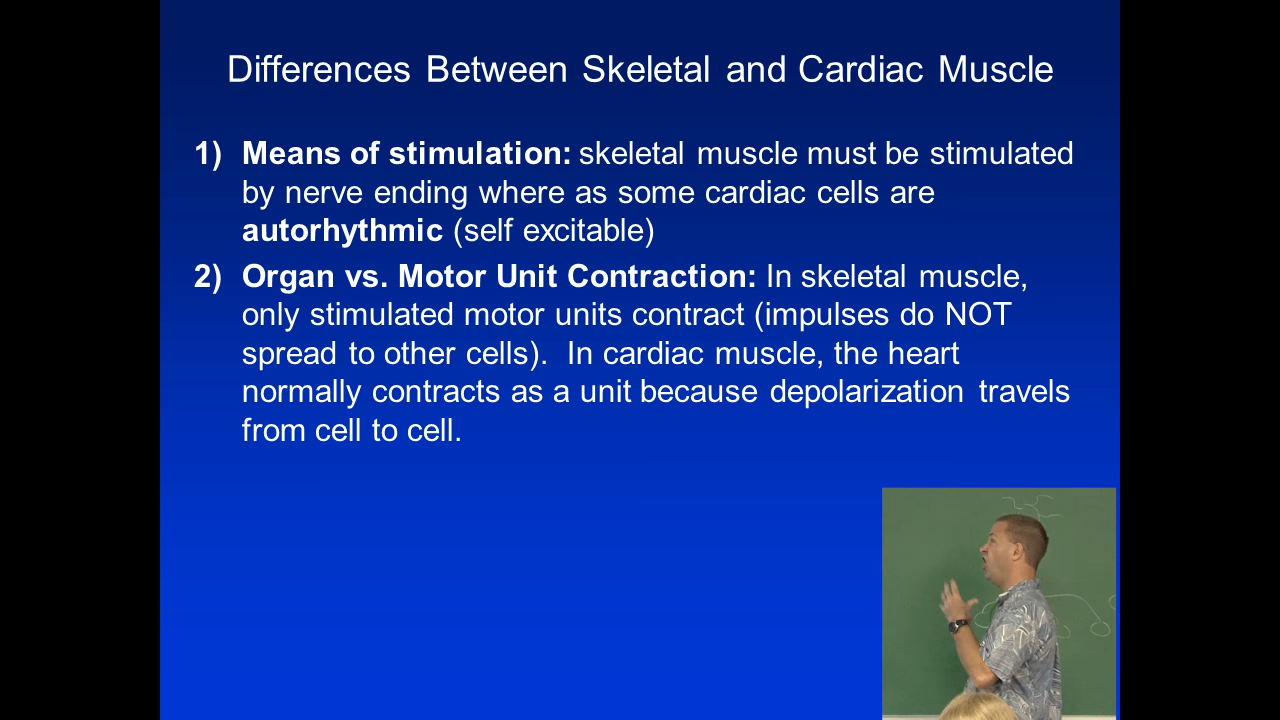 Differences Between Skeletal and Cardiac Muscle
1) Means of stimulation: skeletal muscle must be stimulated
by nerve ending where as some cardiac cells are
autorhythmic (self excitable)
2) Organ vs. Motor Unit Contraction: In skeletal muscle,
only stimulated motor units contract (impulses do NOT
spread to other cells). In cardiac muscle, the heart
normally contracts as a unit because depolarization travels
from cell to cell.